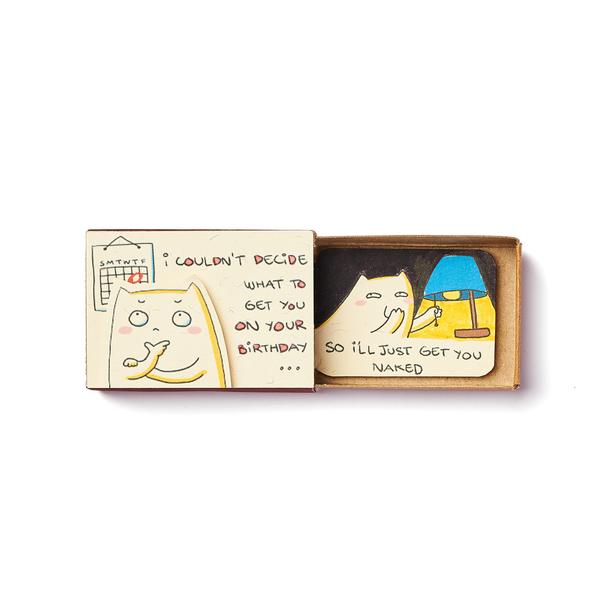 SMTWTF
i COULDN'T DECiDE
WHAT TO
GET YOU
ON YOUR
BiRTHDAY
...
SO i'LL JUST GET YOU
NAKED